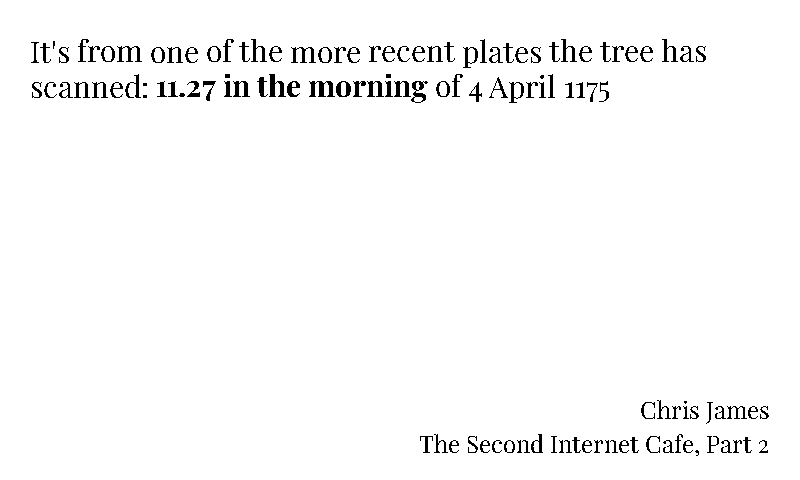 It's from one of the more recent plates the tree has
scanned: 11.27 in the morning of 4 April 1175
Chris James
The Second Internet Cafe, Part 2